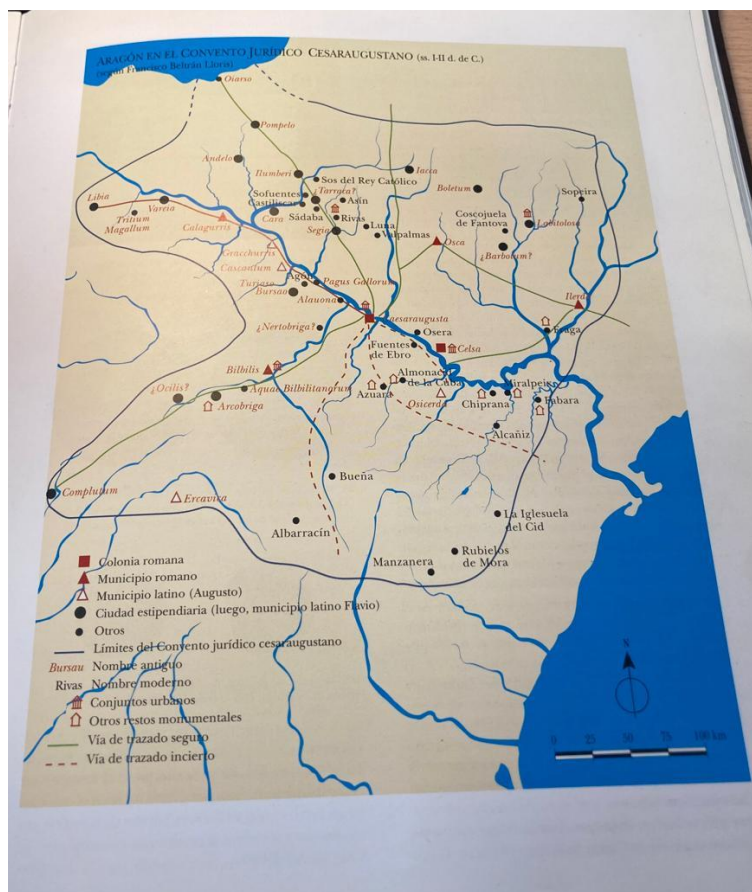 ARAGÓN EN EL CONVENTO JURÍDICO CESARAUGUSTANO (ss. I-II d. de C.)
(según Francisco Beltrán Lloris)
Oiarso
Pompelo
Andelo
Ilumberi
Iacca
Sos del Rey Católico
Boletum
Sopeira
Libia
Vareia
Sofuentes
¿Tarraca?
Castiliscar
Asín
Tritium
Magallum
Calagurris
Cara
Sádaba
Rivas
Coscojuela
de Fantova
Labitolosa
Segia
Luna
Valpalmas
Osca
Gracchurris
¿Barbotum?
Cascantum
Agón
Turiaso
Pagus Gallorum
Bursau
Alauona
Ilerda
Caesaraugusta
¿Nertobriga?
Osera
Fraga
Fuentes
de Ebro
Celsa
Bilbilis
Almonacid
de la Cuba
Miralpeix
¿Ocilis?
Aquae Bilbilitanorum
Azuara
Arcobriga
Osicerda
Chiprana
Fabara
Alcañiz
Bueña
Complutum
Ercavica
Albarracín
La Iglesuela
del Cid
Rubielos
de Mora
Manzanera
Colonia romana
Municipio romano
Municipio latino (Augusto)
Ciudad estipendiaria (luego, municipio latino Flavio)
Otros
Límites del Convento jurídico cesaraugustano
Bursau Nombre antiguo
Rivas Nombre moderno
Conjuntos urbanos
Otros restos monumentales
Vía de trazado seguro
Vía de trazado incierto
N
0 25 50 75 100 km